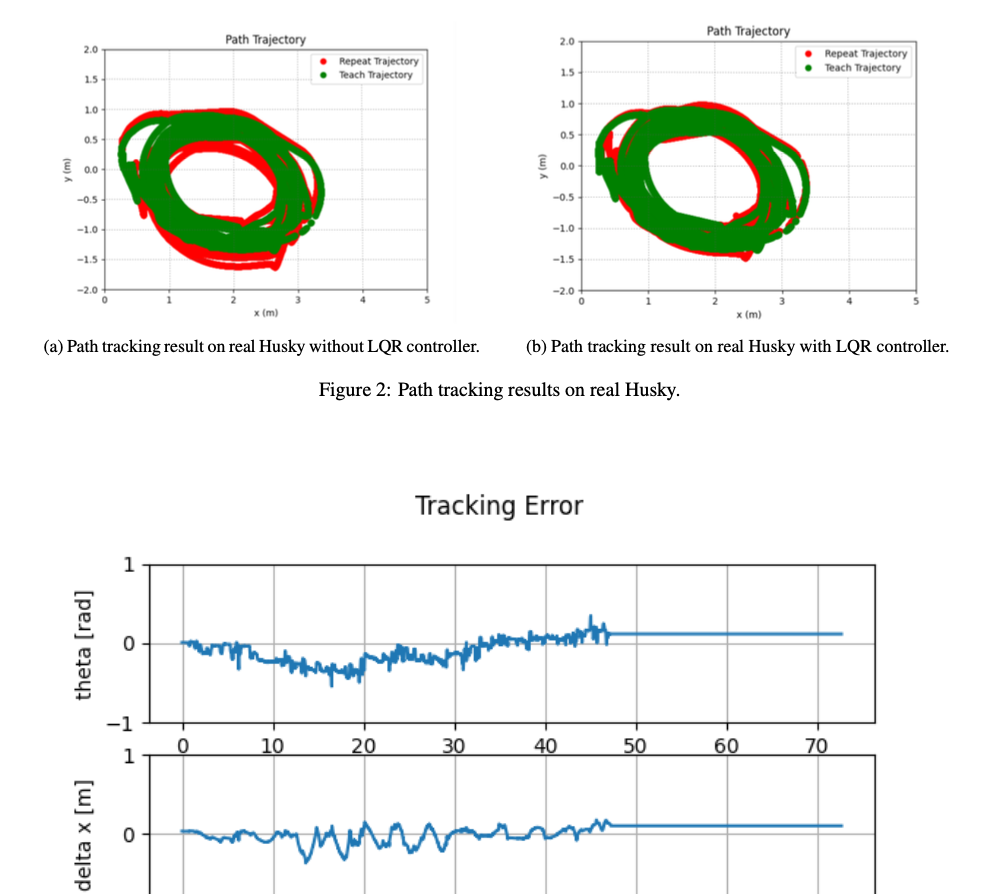 Path Trajectory
Repeat Trajectory
Teach Trajectory
2.0
1.5
1.0
0.5
0.0
−0.5
−1.0
−1.5
−2.0
y (m)
0 1 2 3 4 5
x (m)
(a) Path tracking result on real Husky without LQR controller.
Path Trajectory
Repeat Trajectory
Teach Trajectory
2.0
1.5
1.0
0.5
0.0
−0.5
−1.0
−1.5
−2.0
y (m)
0 1 2 3 4 5
x (m)
(b) Path tracking result on real Husky with LQR controller.
Figure 2: Path tracking results on real Husky.
Tracking Error
1
0
−1
theta [rad]
0 10 20 30 40 50 60 70
1
0
delta x [m]